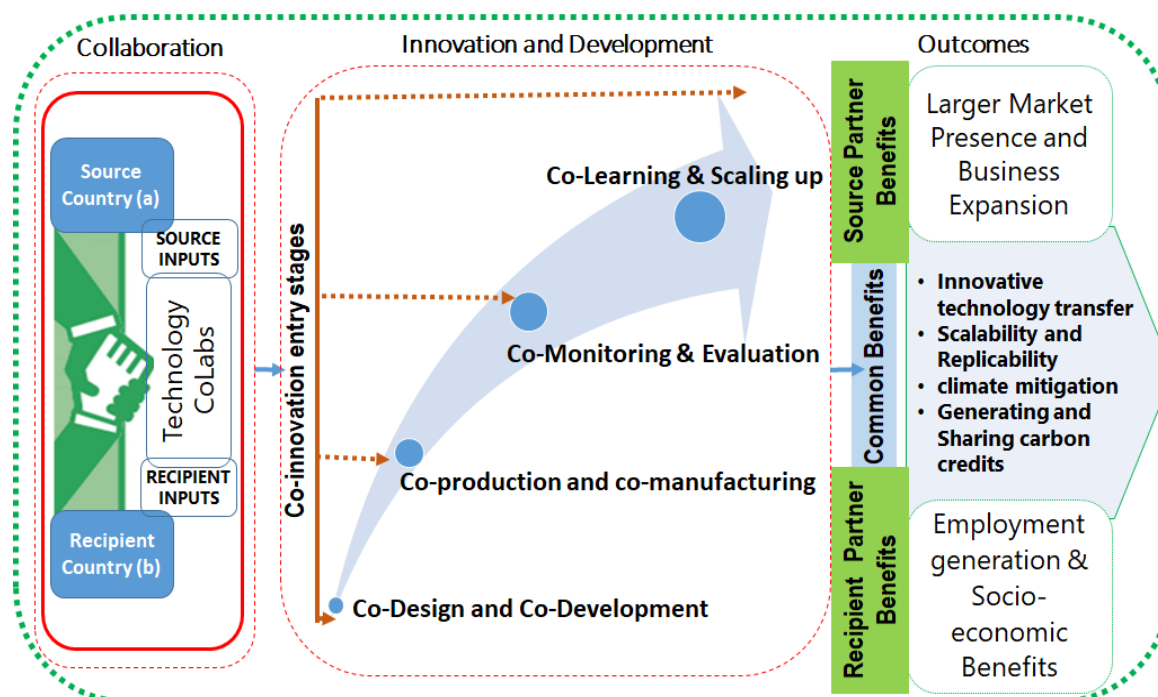 Collaboration
Innovation and Development
Outcomes
Source
Country (a)
SOURCE
INPUTS
Technology
CoLabs
RECIPIENT
INPUTS
Recipient
Country (b)
Co-innovation entry stages
Co-Learning & Scaling up
Co-Monitoring & Evaluation
Co-production and co-manufacturing
Co-Design and Co-Development
Source Partner
Benefits
Common Benefits
Recipient Partner
Benefits
Larger Market
Presence and
Business
Expansion
• Innovative
technology transfer
• Scalability and
Replicability
• climate mitigation
• Generating and
Sharing carbon
credits
Employment
generation &
Socio-
economic
Benefits